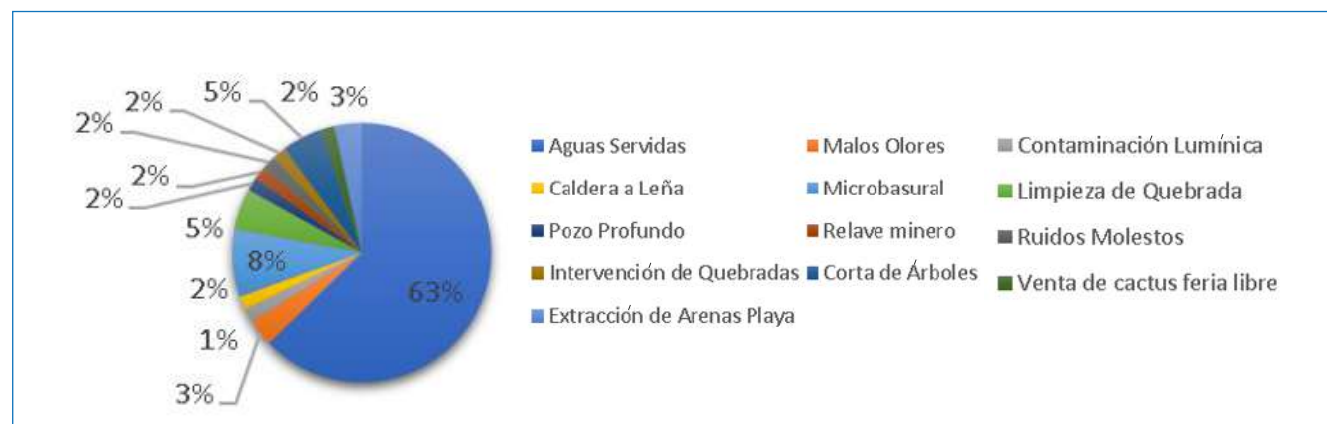 5% 2% 3%
2%
2%
2%
2%
5%
8%
63%
2%
1%
3%
Aguas Servidas Malos Olores Contaminación Lumínica
Caldera a Leña Microbasural Limpieza de Quebrada
Pozo Profundo Relave minero Ruidos Molestos
Intervención de Quebradas Corta de Árboles Venta de cactus feria libre
Extracción de Arenas Playa